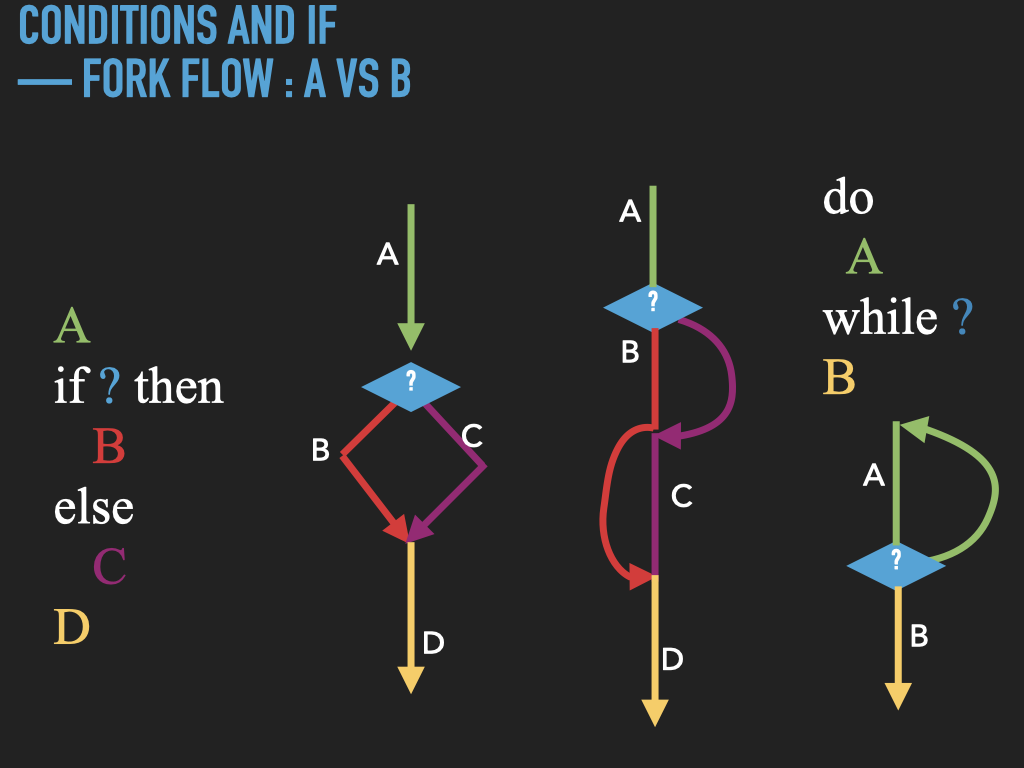 CONDITIONS AND IF
— FORK FLOW : A VS B
A
if ? then
B
else
C
D
A
?
B
C
D
A
?
B
C
D
do
A
while ?
B
A
?
B